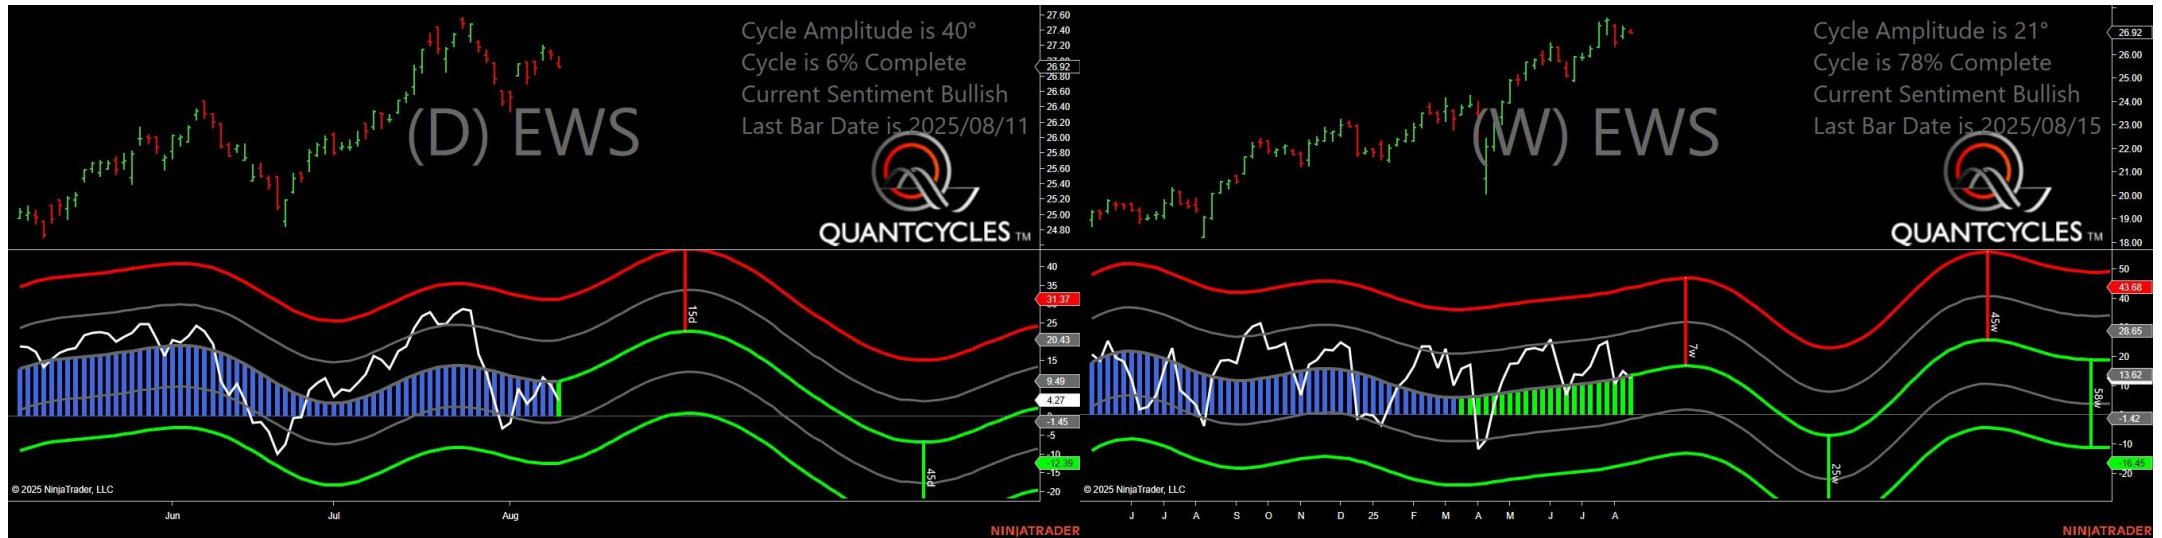 Cycle Amplitude is 40°
Cycle is 6% Complete
Current Sentiment Bullish
Last Bar Date is 2025/08/11
(D) EWS
QUANTCYCLES TM
27.60
27.40
27.20
26.92
26.80
26.60
26.40
26.20
26.00
25.80
25.60
25.40
25.20
25.00
24.80
40
35
31.37
25
20.43
15
9.49
4.27
-1.45
-5
-10
-12.39
-15
-20
15d
45d
© 2025 NinjaTrader, LLC
Jun
Jul
Aug
NINJATRADER
Cycle Amplitude is 21°
Cycle is 78% Complete
Current Sentiment Bullish
Last Bar Date is 2025/08/15
(W) EWS
QUANTCYCLES TM
26.92
26.00
25.00
24.00
23.00
22.00
21.00
20.00
19.00
18.00
50
43.68
40
28.65
20
13.62
10
-1.42
-10
-16.45
-20
7w
25w
45w
58w
© 2025 NinjaTrader, LLC
J
J
A
S
O
N
D
25
F
M
A
M
J
J
A
NINJATRADER